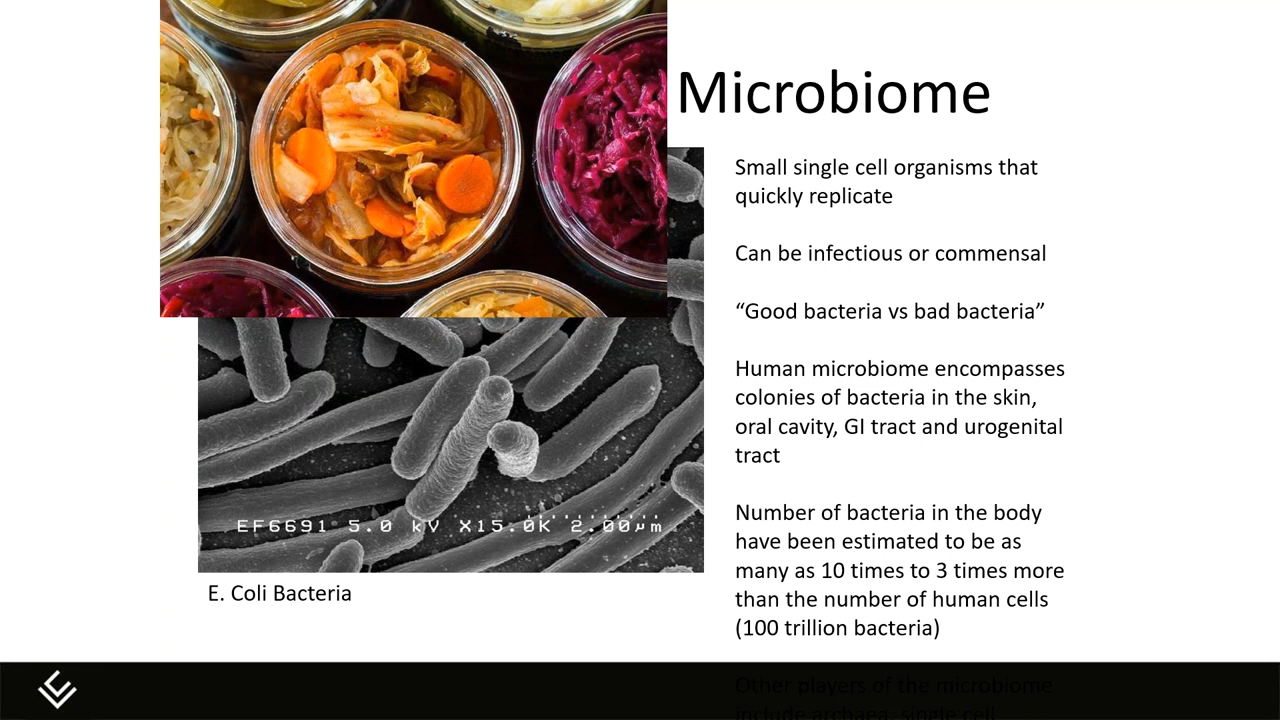 Microbiome
Small single cell organisms that
quickly replicate
Can be infectious or commensal
“Good bacteria vs bad bacteria”
Human microbiome encompasses
colonies of bacteria in the skin,
oral cavity, GI tract and urogenital
tract
Number of bacteria in the body
have been estimated to be as
many as 10 times to 3 times more
than the number of human cells
(100 trillion bacteria)
Other players of the microbiome
include archaea, single cell
EF6691 5.0 kV X15.0K 2.00µm
E. Coli Bacteria